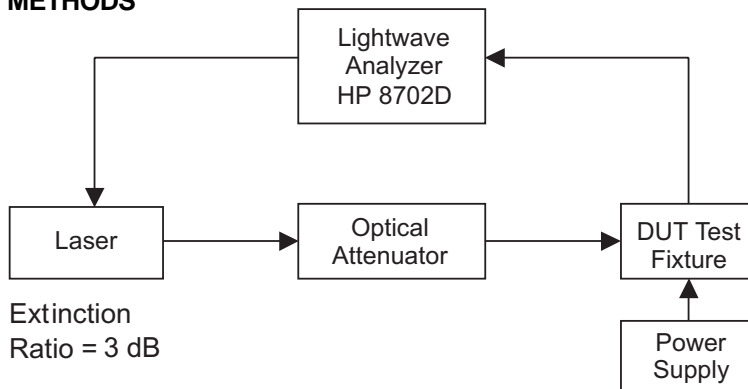 METHODS
Lightwave
Analyzer
HP 8702D
Laser
Optical
Attenuator
DUT Test
Fixture
Extinction
Ratio = 3 dB
Power
Supply